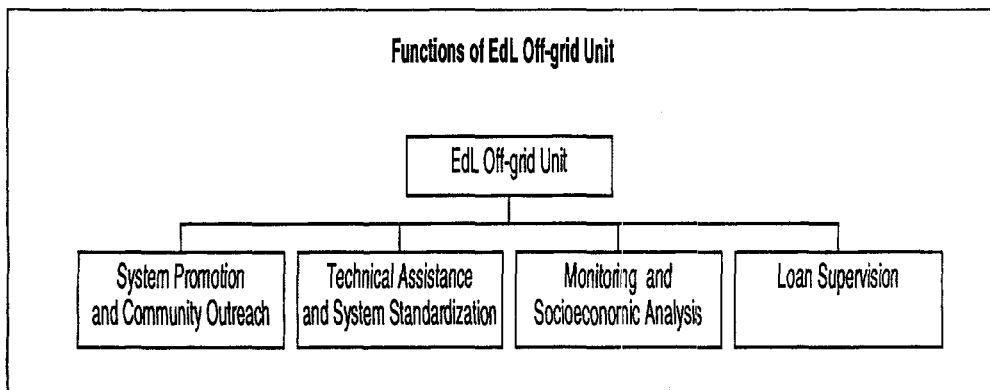 Functions of EdL Off-grid Unit
EdL Off-grid Unit
System Promotion
and Community Outreach
Technical Assistance
and System Standardization
Monitoring and
Socioeconomic Analysis
Loan Supervision